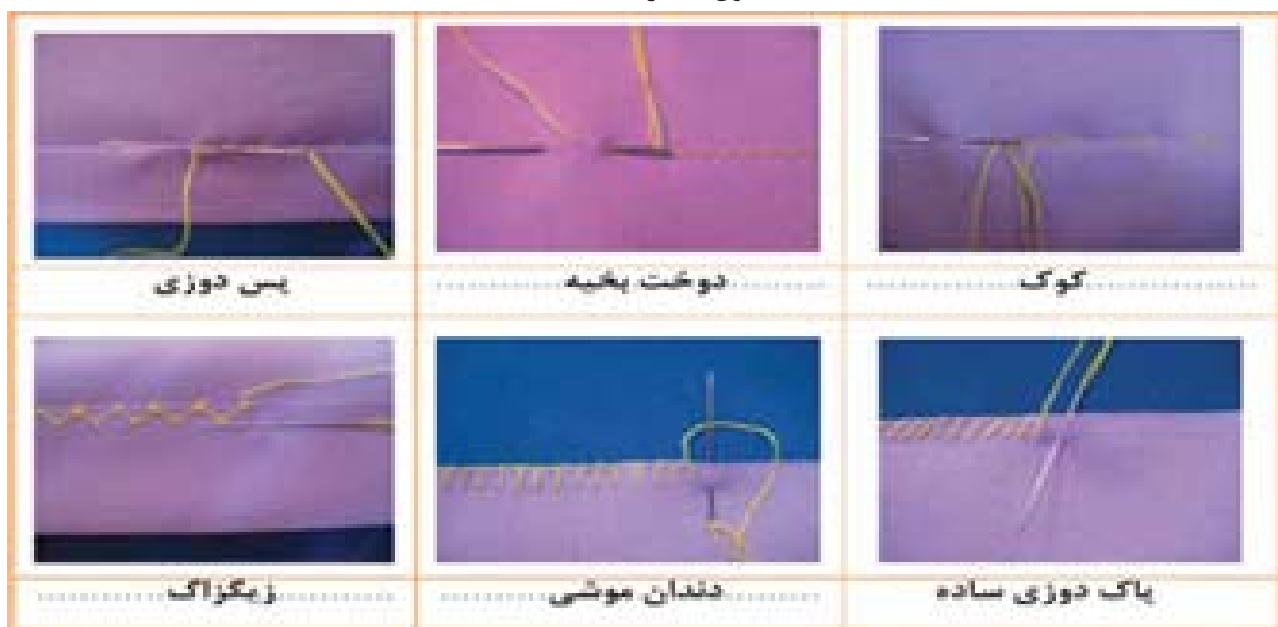 کوک
دوخت بخیه
پس دوزی
پاک دوزی ساده
دندان موشی
زیگزاگ